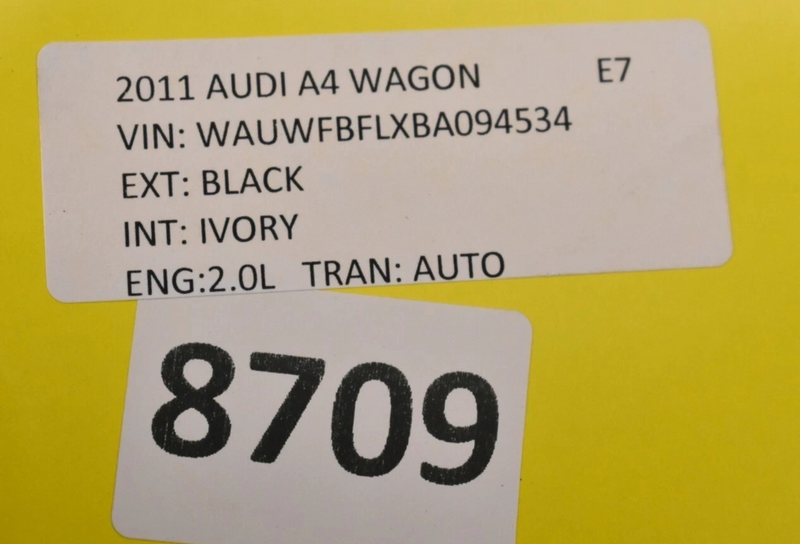 2011 AUDI A4 WAGON E7
VIN: WAUWFBFLXBA094534
EXT: BLACK
INT: IVORY
ENG:2.0L TRAN: AUTO
8709